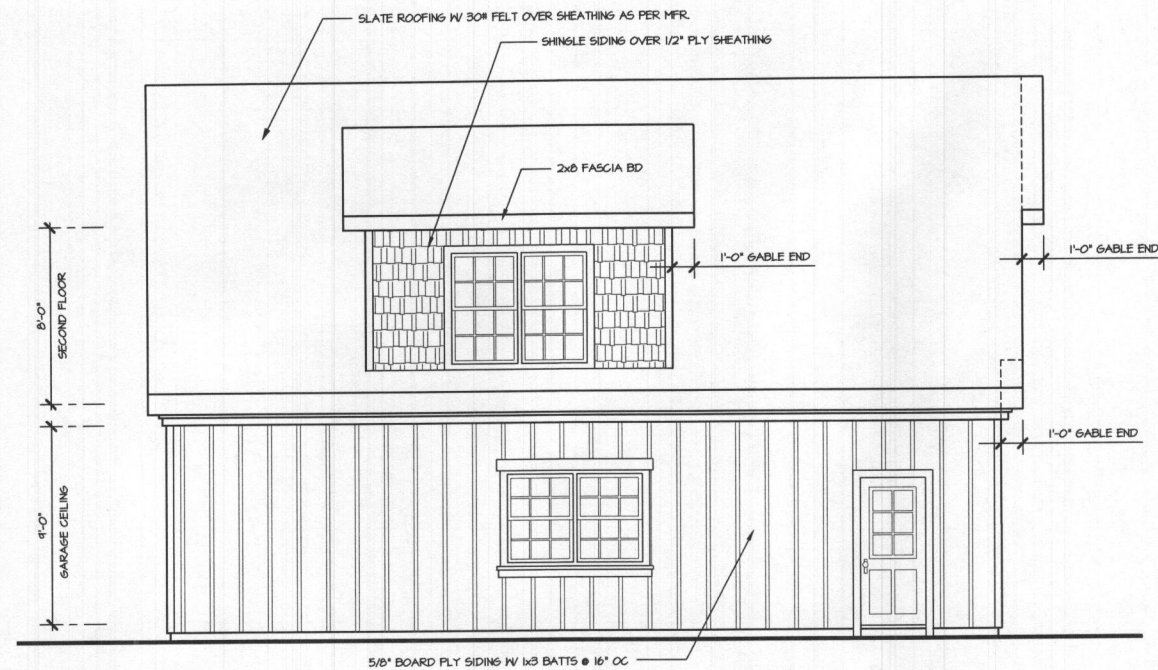 SLATE ROOFING W/ 30# FELT OVER SHEATHING AS PER MFR.
SHINGLE SIDING OVER 1/2" PLY SHEATHING
2x8 FASCIA BD
1'-0" GABLE END
1'-0" GABLE END
8'-0"
SECOND FLOOR
1'-0" GABLE END
9'-0"
GARAGE CEILING
5/8" BOARD PLY SIDING W/ 1x3 BATTS @ 16" OC